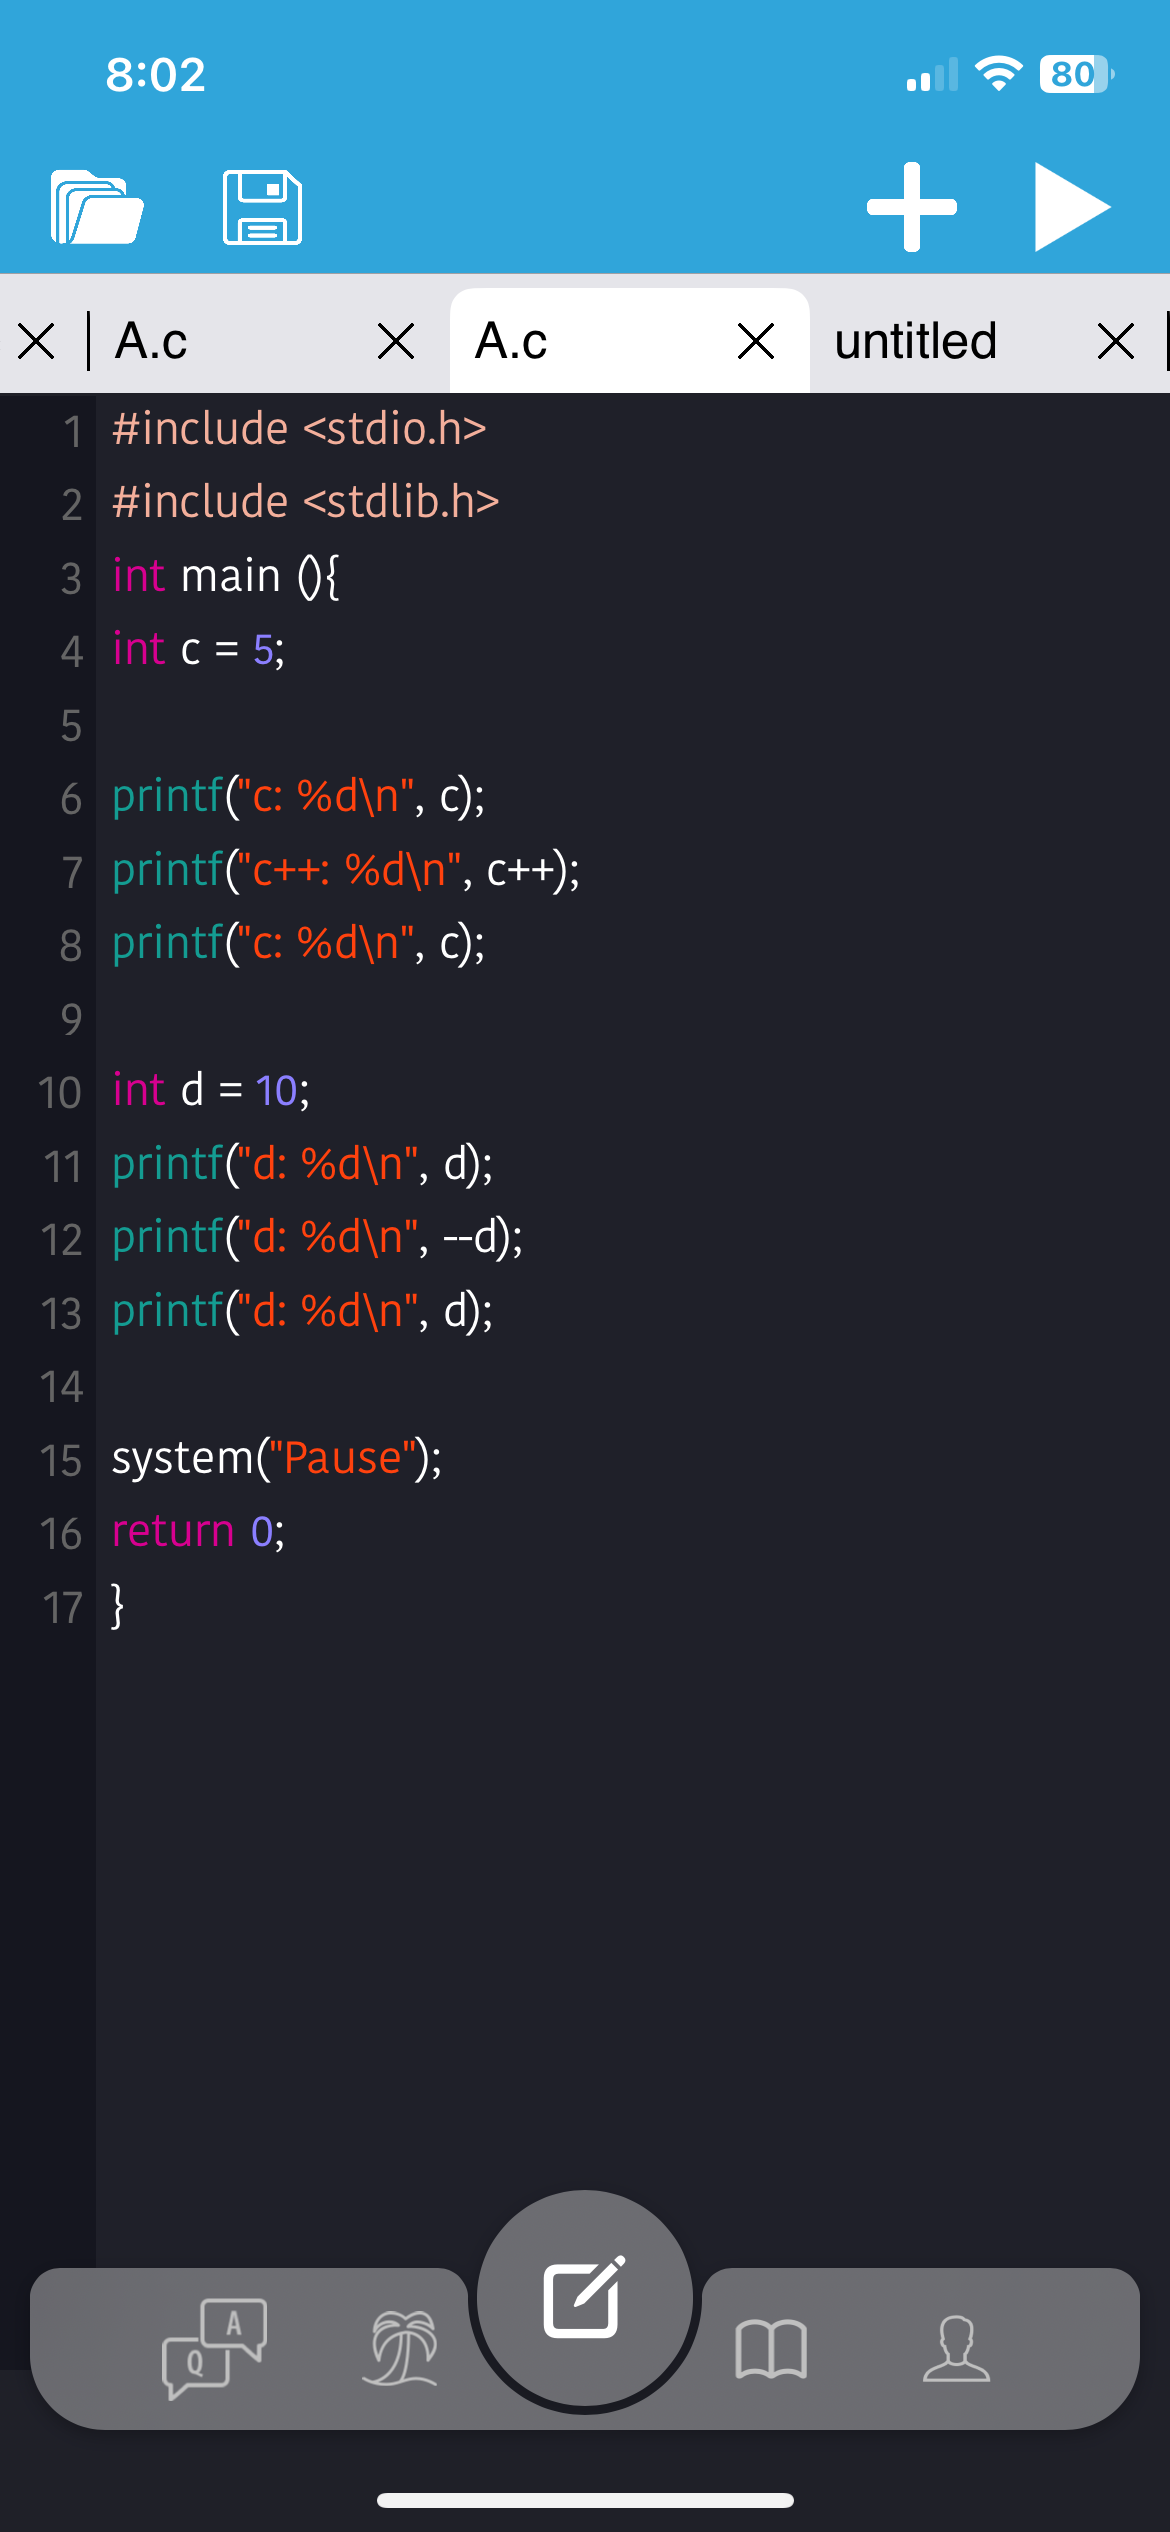 8:02
80
A.c
A.c
untitled
1 #include <stdio.h>
2 #include <stdlib.h>
3 int main (){
4 int c = 5;
5
6 printf("c: %d\n", c);
7 printf("c++: %d\n", c++);
8 printf("c: %d\n", c);
9
10 int d = 10;
11 printf("d: %d\n", d);
12 printf("d: %d\n", --d);
13 printf("d: %d\n", d);
14
15 system("Pause");
16 return 0;
17 }
A
Q